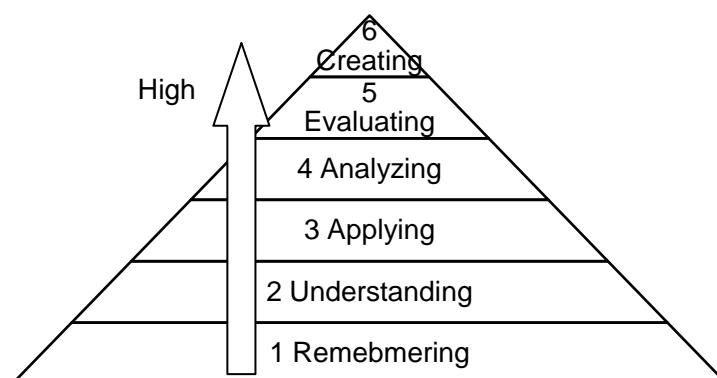 6
Creating
High
5
Evaluating
4 Analyzing
3 Applying
2 Understanding
1 Remebmering